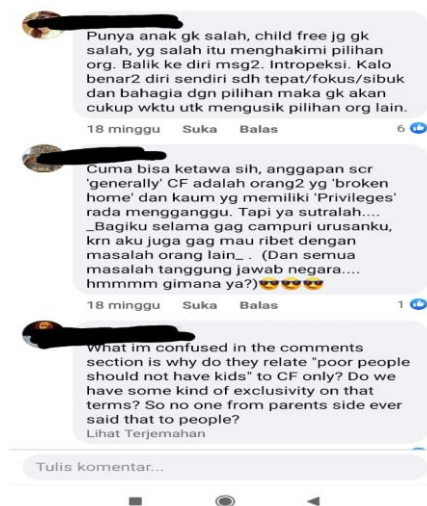 Punya anak gk salah, child free jg gk
salah, yg salah itu menghakimi pilihan
org. Balik ke diri msg2. Intropeksi. Kalo
benar2 diri sendiri sdh tepat/fokus/sibuk
dan bahagia dgn pilihan maka gk akan
cukup wktu utk mengusik pilihan org lain.
18 minggu Suka Balas 6
Cuma bisa ketawa sih, anggapan scr
'generally' CF adalah orang2 yg 'broken
home' dan kaum yg memiliki 'Privileges'
rada mengganggu. Tapi ya sutralah....
_Bagiku selama gag campuri urusanku,
krn aku juga gag mau ribet dengan
masalah orang lain_ . (Dan semua
masalah tanggung jawab negara....
hmmmm gimana ya?)😎😎😎
18 minggu Suka Balas 1
What im confused in the comments
section is why do they relate "poor people
should not have kids" to CF only? Do we
have some kind of exclusivity on that
terms? So no one from parents side ever
said that to people?
Lihat Terjemahan
Tulis komentar...